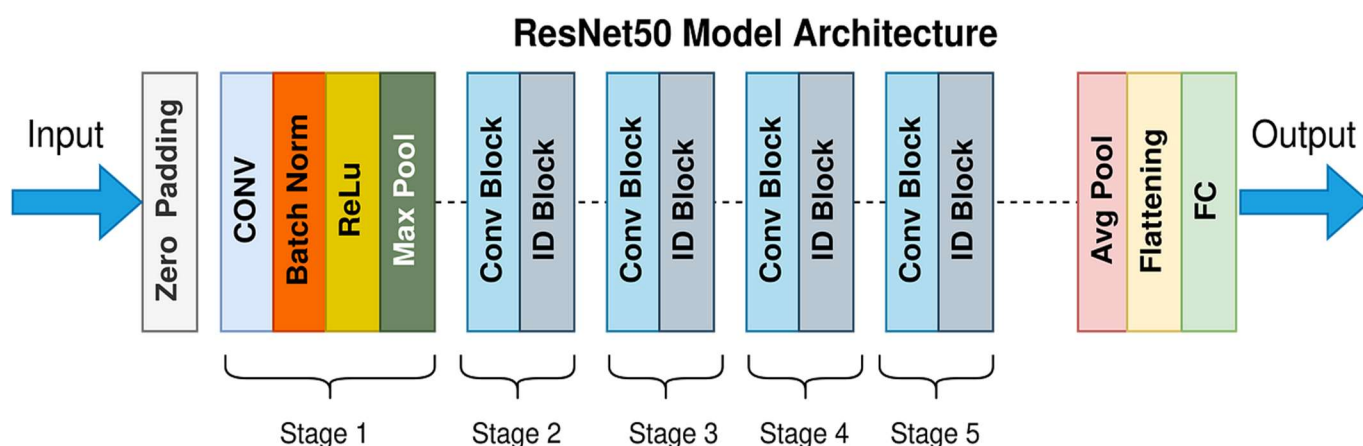 ResNet50 Model Architecture
Input
Zero Padding
CONV
Batch Norm
ReLu
Max Pool
Conv Block
ID Block
Conv Block
ID Block
Conv Block
ID Block
Conv Block
ID Block
Avg Pool
Flattening
FC
Output
Stage 1
Stage 2
Stage 3
Stage 4
Stage 5